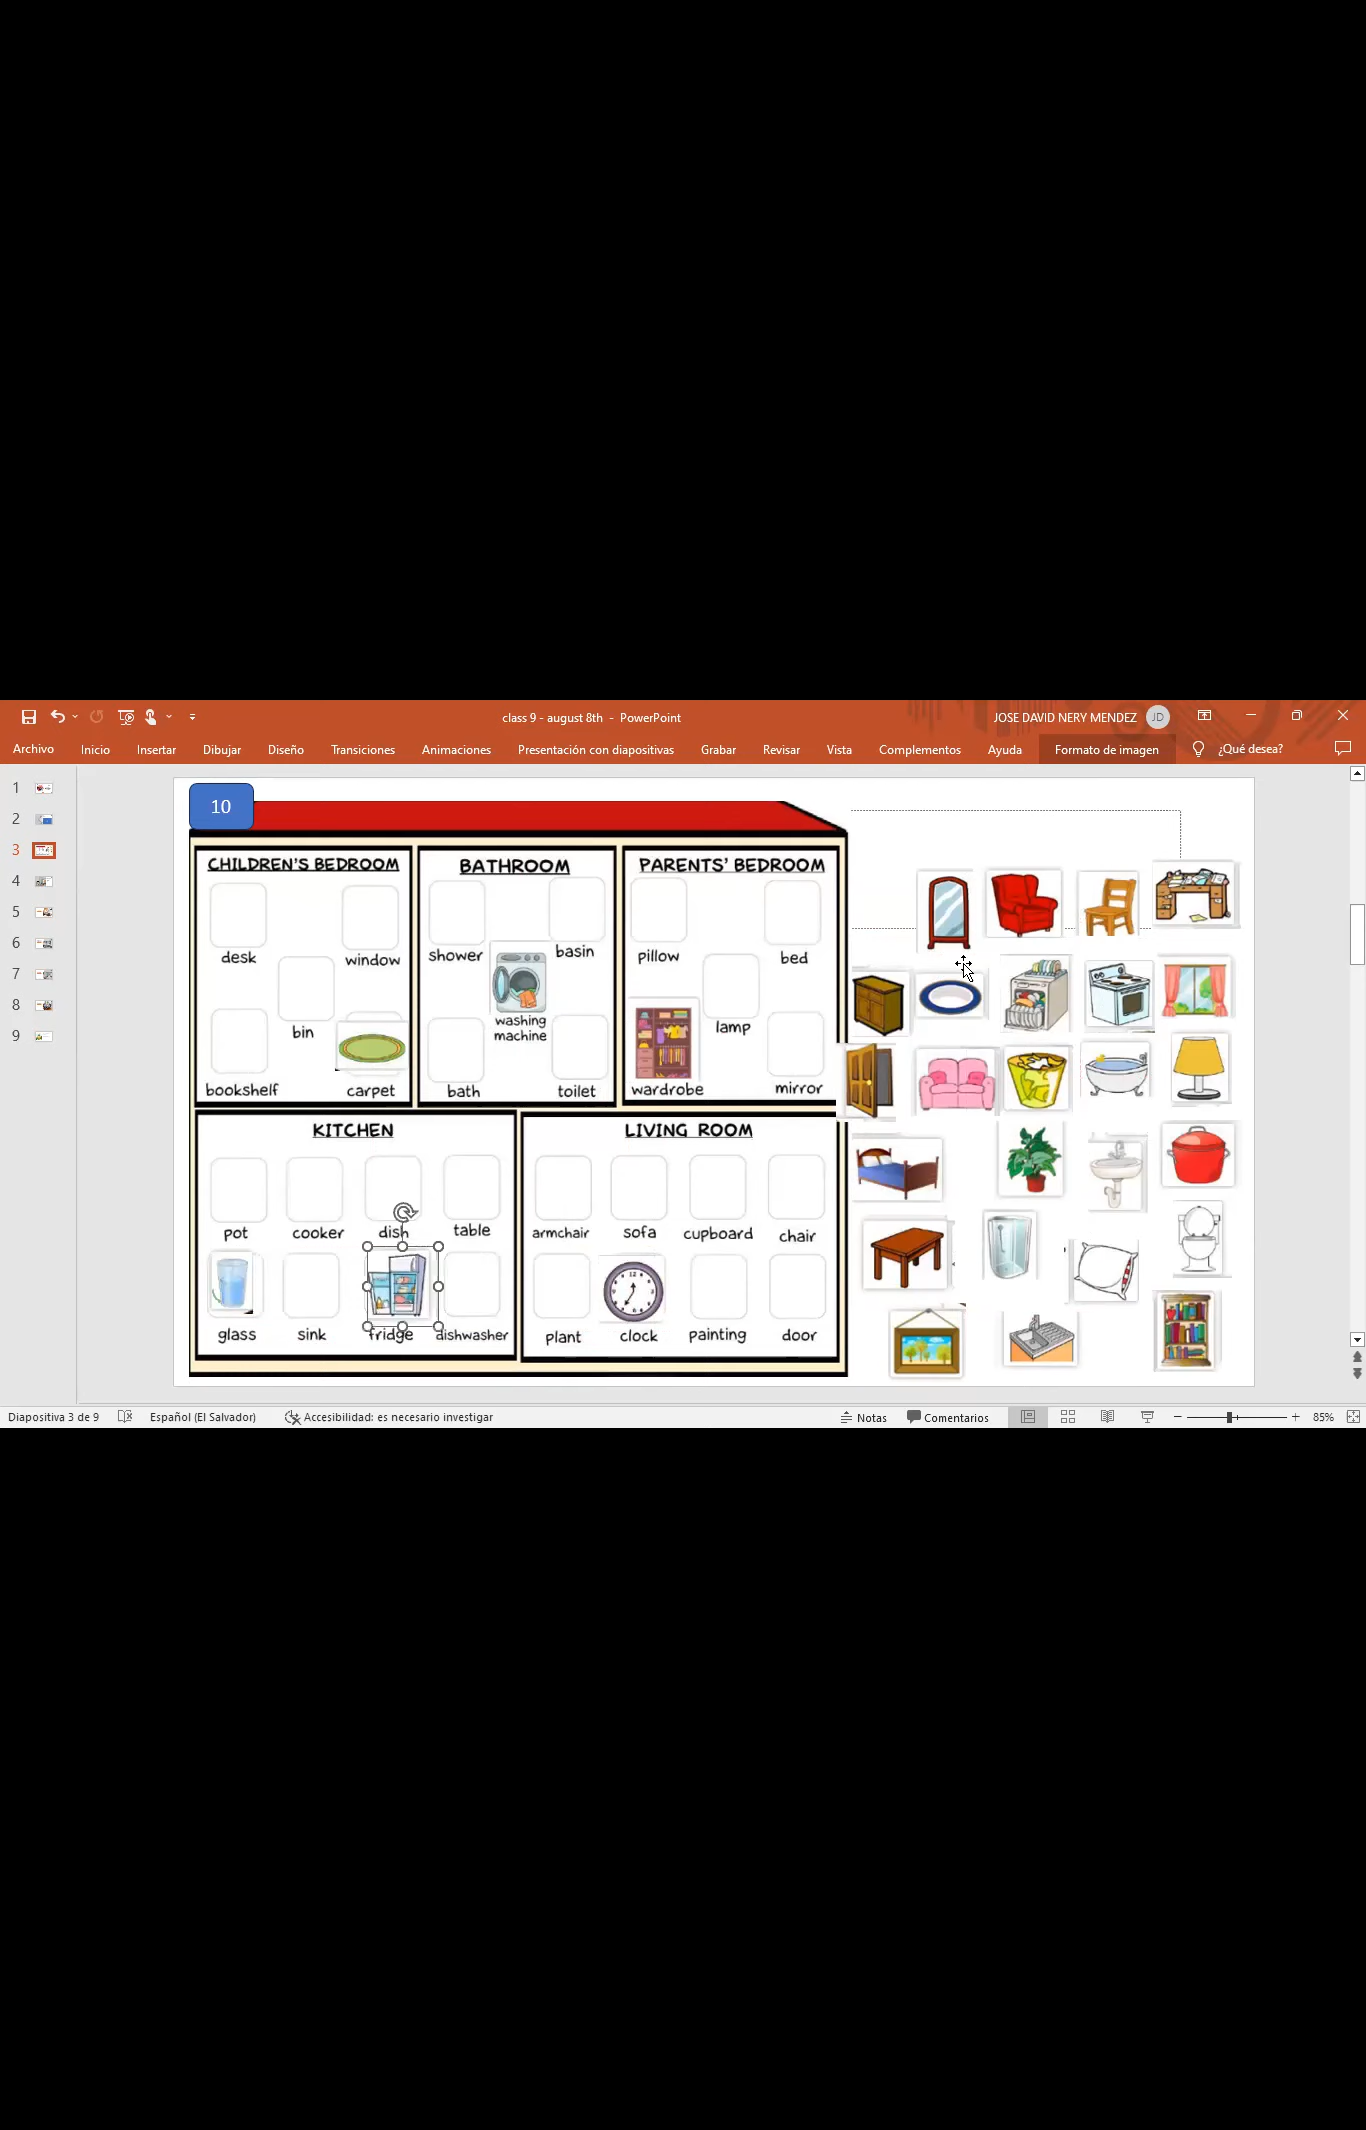 class 9 - august 8th - PowerPoint
JOSE DAVID NERY MENDEZ JD
Archivo Inicio Insertar Dibujar Diseño Transiciones Animaciones Presentación con diapositivas Grabar Revisar Vista Complementos Ayuda Formato de imagen ¿Qué desea?
1
2
3
4
5
6
7
8
9
10
CHILDREN'S BEDROOM
desk window
bin
bookshelf carpet
BATHROOM
shower basin
washing
machine
bath toilet
PARENTS' BEDROOM
pillow bed
lamp
wardrobe mirror
KITCHEN
pot cooker dish table
glass sink fridge dishwasher
LIVING ROOM
armchair sofa cupboard chair
plant clock painting door
Diapositiva 3 de 9 Español (El Salvador) Accesibilidad: es necesario investigar Notas Comentarios 85%